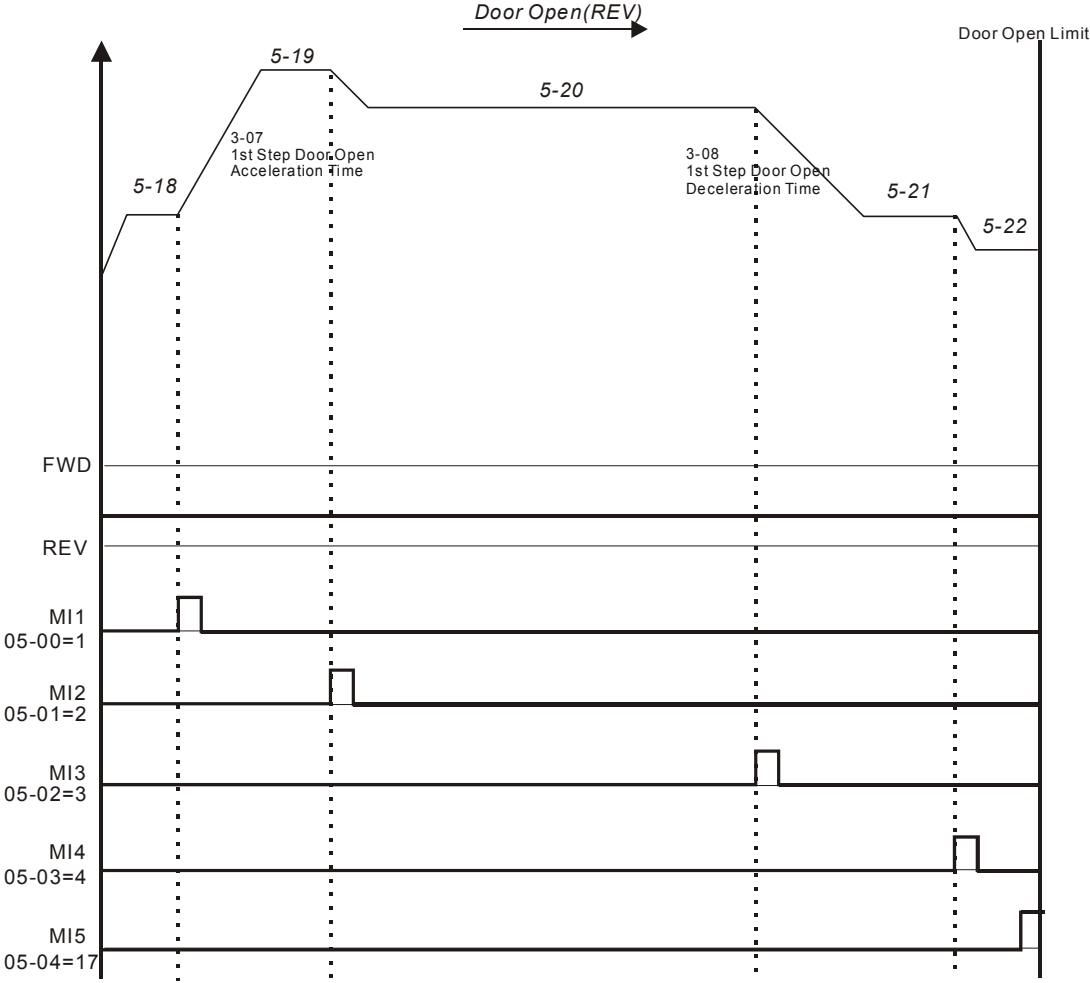 Door Open(REV)
Door Open Limit
5-19
5-20
3-07
1st Step Door Open
Acceleration Time
3-08
1st Step Door Open
Deceleration Time
5-18
5-21
5-22
FWD
REV
MI1
05-00=1
MI2
05-01=2
MI3
05-02=3
MI4
05-03=4
MI5
05-04=17